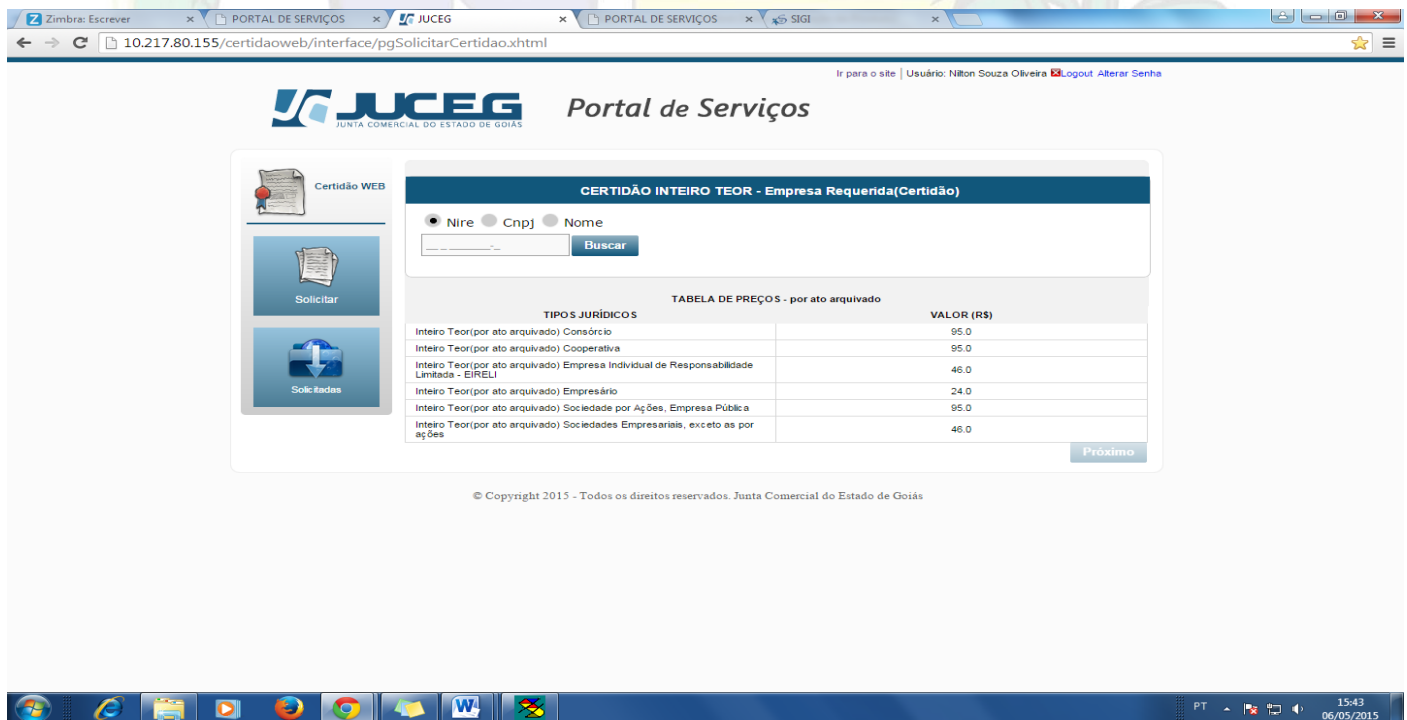 Zimbra: Escrever
PORTAL DE SERVIÇOS
JUCEG
PORTAL DE SERVIÇOS
SIGI
10.217.80.155/certidaoweb/interface/pgSolicitarCertidao.xhtml
Ir para o site | Usuário: Nilton Souza Oliveira Logout Alterar Senha
JUCEG
JUNTA COMERCIAL DO ESTADO DE GOIÁS
Portal de Serviços
Certidão WEB
Solicitar
Solicitadas
CERTIDÃO INTEIRO TEOR - Empresa Requerida(Certidão)
Nire Cnpj Nome
__ _ _______-_ Buscar
TABELA DE PREÇOS - por ato arquivado
TIPOS JURÍDICOS VALOR (R$)
Inteiro Teor(por ato arquivado) Consórcio 95.0
Inteiro Teor(por ato arquivado) Cooperativa 95.0
Inteiro Teor(por ato arquivado) Empresa Individual de Responsabilidade
Limitada - EIRELI 46.0
Inteiro Teor(por ato arquivado) Empresário 24.0
Inteiro Teor(por ato arquivado) Sociedade por Ações, Empresa Pública 95.0
Inteiro Teor(por ato arquivado) Sociedades Empresariais, exceto as por
ações 46.0
Próximo
© Copyright 2015 - Todos os direitos reservados. Junta Comercial do Estado de Goiás
PT
15:43
06/05/2015